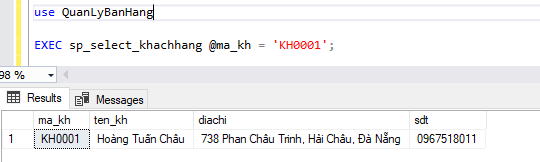 use QuanLyBanHang
EXEC sp_select_khachhang @ma_kh = 'KH0001';
98 %
Results Messages
ma_kh ten_kh diachi sdt
1 KH0001 Hoàng Tuấn Châu 738 Phan Châu Trinh, Hải Châu, Đà Nẵng 0967518011